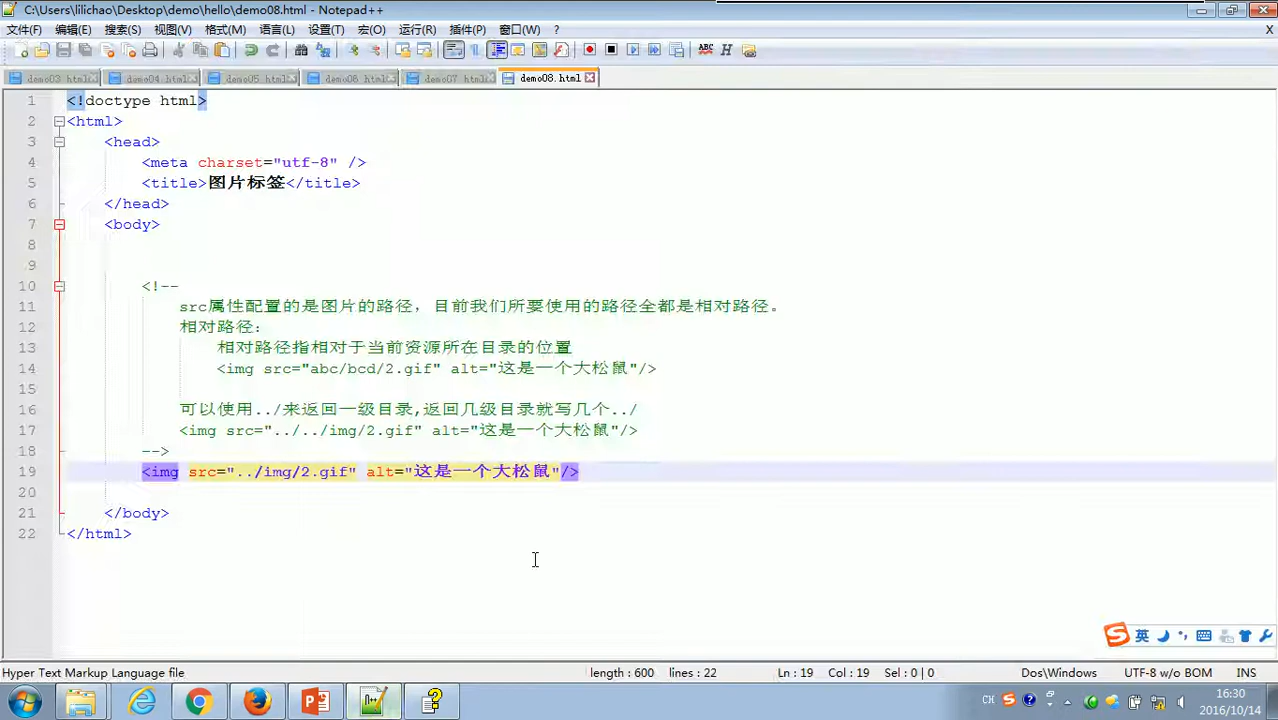 C:\Users\lilichao\Desktop\demo\hello\demo08.html - Notepad++
文件(F) 编辑(E) 搜索(S) 视图(V) 格式(M) 语言(L) 设置(T) 宏(O) 运行(R) 插件(P) 窗口(W) ? X
demo03.html demo04.html demo05.html demo06.html demo07.html demo08.html
1 <!doctype html>
2 <html>
3 <head>
4 <meta charset="utf-8" />
5 <title>图片标签</title>
6 </head>
7 <body>
8
9
10 <!--
11 src属性配置的是图片的路径，目前我们所要使用的路径全都是相对路径。
12 相对路径：
13 相对路径指相对于当前资源所在目录的位置
14 <img src="abc/bcd/2.gif" alt="这是一个大松鼠"/>
15
16 可以使用../来返回一级目录,返回几级目录就写几个../
17 <img src="../../img/2.gif" alt="这是一个大松鼠"/>
18 -->
19 <img src="../img/2.gif" alt="这是一个大松鼠"/>
20
21 </body>
22 </html>
英
Hyper Text Markup Language file length : 600 lines : 22 Ln : 19 Col : 19 Sel : 0 | 0 Dos\Windows UTF-8 w/o BOM INS
CH 16:30
2016/10/14